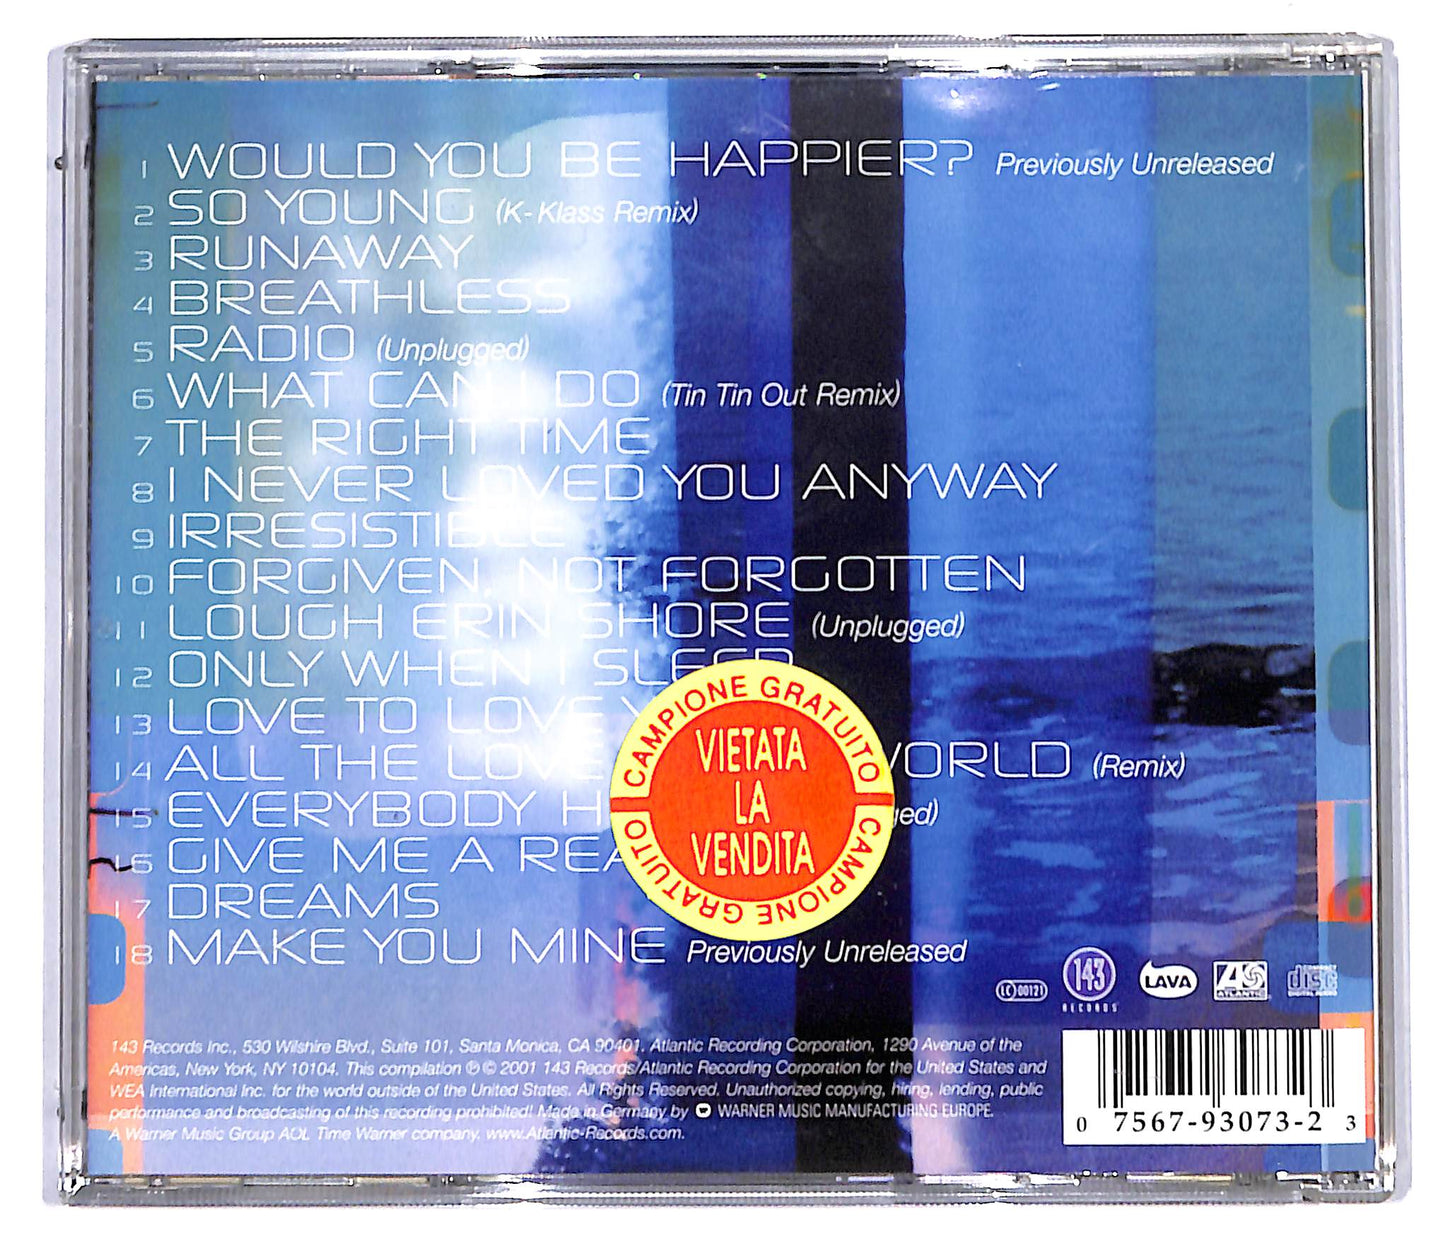 1 WOULD YOU BE HAPPIER? Previously Unreleased
2 SO YOUNG (K-Klass Remix)
3 RUNAWAY
4 BREATHLESS
5 RADIO (Unplugged)
6 WHAT CAN I DO (Tin Tin Out Remix)
7 THE RIGHT TIME
8 I NEVER LOVED YOU ANYWAY
9 IRRESISTIBLE
10 FORGIVEN, NOT FORGOTTEN
11 LOUGH ERIN SHORE (Unplugged)
12 ONLY WHEN I SLEEP
13 LOVE TO LOVE
14 ALL THE LOVE WORLD (Remix)
15 EVERYBODY
16 GIVE ME A
17 DREAMS
18 MAKE YOU MINE Previously Unreleased
CAMPIONE GRATUITO
VIETATA
LA
VENDITA
CAMPIONE GRATUITO
LC 00121
143
RECORDS
LAVA
ATLANTIC
COMPACT
disc
DIGITAL AUDIO
143 Records Inc., 530 Wilshire Blvd., Suite 101, Santa Monica, CA 90401. Atlantic Recording Corporation, 1290 Avenue of the
Americas, New York, NY 10104. This compilation ℗ © 2001 143 Records/Atlantic Recording Corporation for the United States and
WEA International Inc. for the world outside of the United States. All Rights Reserved. Unauthorized copying, hiring, lending, public
performance and broadcasting of this recording prohibited! Made in Germany by WARNER MUSIC MANUFACTURING EUROPE.
A Warner Music Group AOL Time Warner company. www.Atlantic-Records.com.
0 7567-93073-2 3